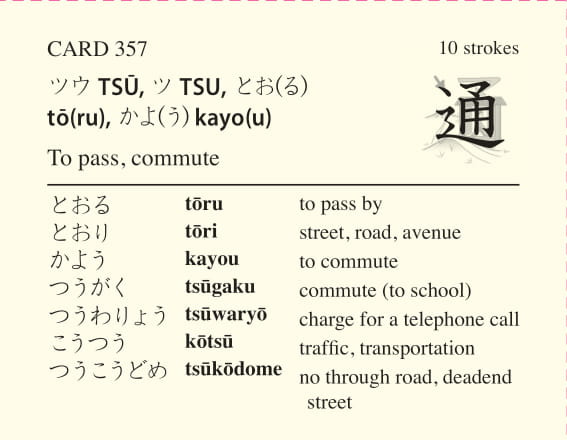 CARD 357 10 strokes
ツウ TSŪ, ツ TSU, とお(る)
tō(ru), かよ(う) kayo(u)
通
To pass, commute
とおる tōru to pass by
とおり tōri street, road, avenue
かよう kayou to commute
つうがく tsūgaku commute (to school)
つうわりょう tsūwaryō charge for a telephone call
こうつう kōtsū traffic, transportation
つうこうどめ tsūkōdome no through road, deadend
street